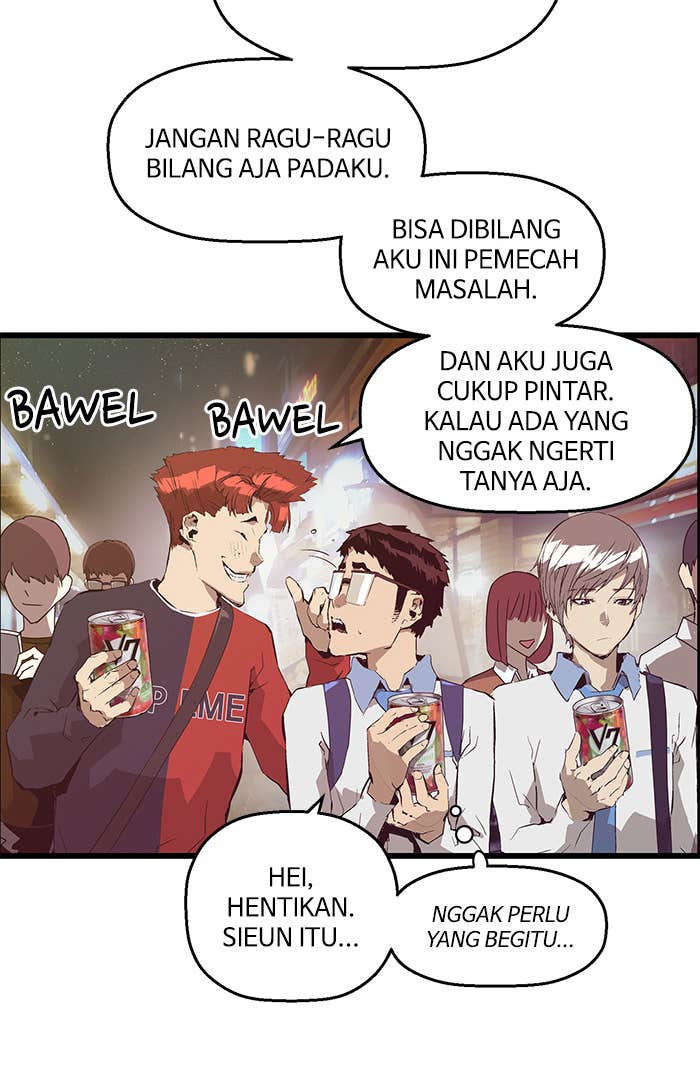 JANGAN RAGU-RAGU
BILANG AJA PADAKU.
BISA DIBILANG
AKU INI PEMECAH
MASALAH.
DAN AKU JUGA
CUKUP PINTAR.
KALAU ADA YANG
NGGAK NGERTI
TANYA AJA.
BAWEL
BAWEL
V7
P EME
V7
HEI,
HENTIKAN.
SIEUN ITU...
NGGAK PERLU
YANG BEGITU...